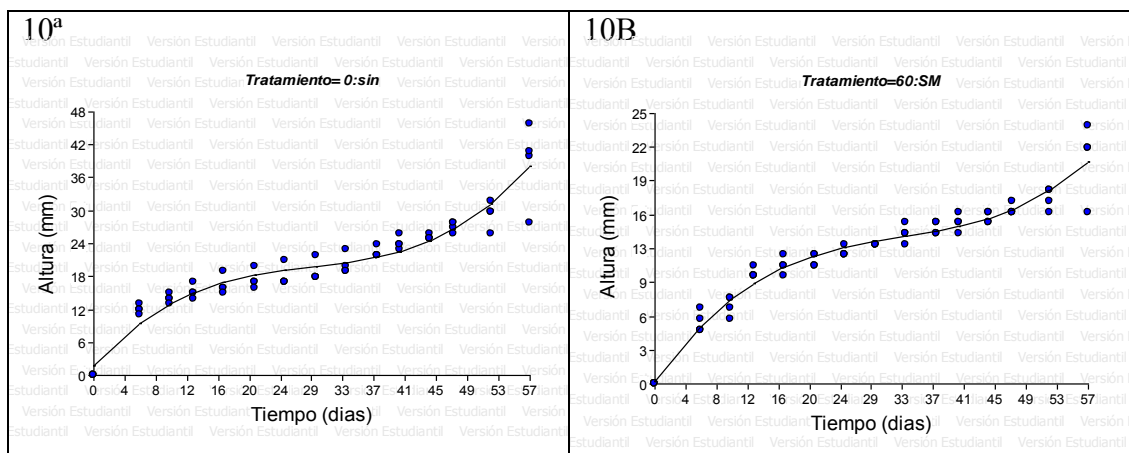 10ª
Tratamiento= 0:sin
48
42
36
30
24
18
12
6
0
Altura (mm)
0 4 8 12 16 20 24 29 33 37 41 45 49 53 57
Tiempo (dias)
10B
Tratamiento=60:SM
25
22
19
16
13
9
6
3
0
Altura (mm)
0 4 8 12 16 20 24 29 33 37 41 45 49 53 57
Tiempo (dias)
Versión Estudiantil